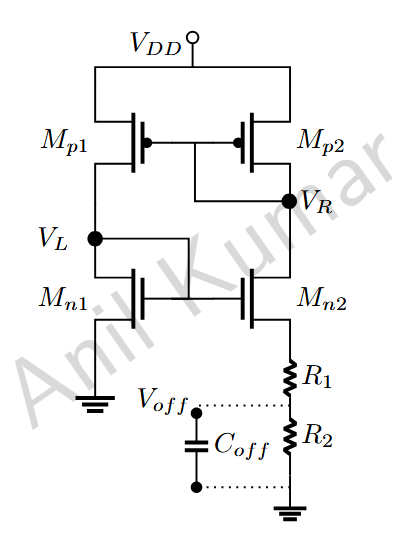 V_DD
M_p1
M_p2
V_R
V_L
M_n1
M_n2
R_1
V_off
C_off
R_2
Anil Kumar